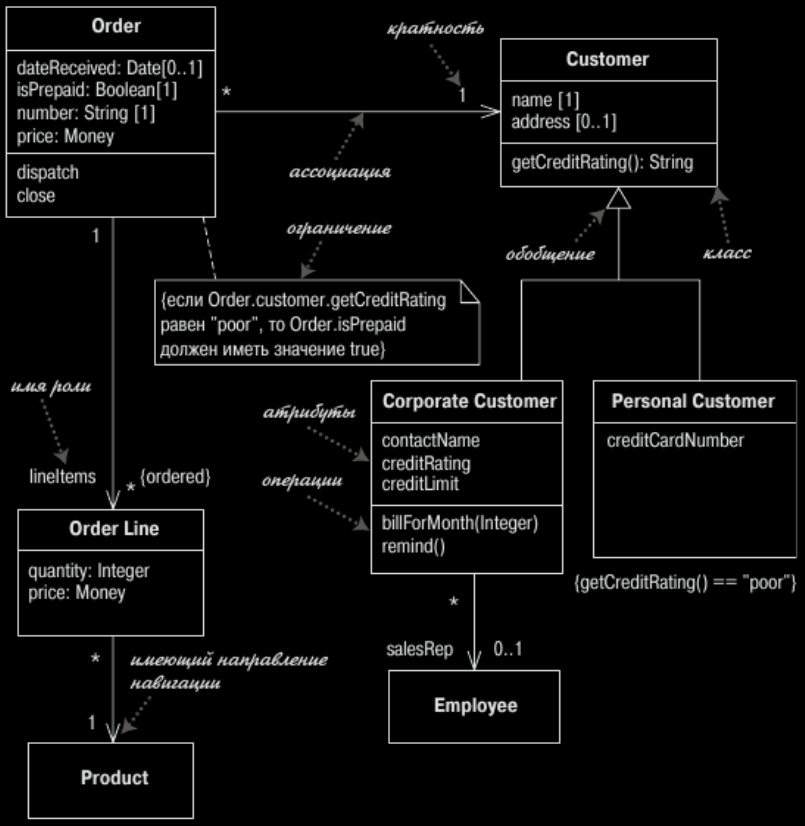 Order
dateReceived: Date[0..1]
isPrepaid: Boolean[1]
number: String [1]
price: Money
dispatch
close
*
кратность
1
ассоциация
Customer
name [1]
address [0..1]
getCreditRating(): String
1
ограничение
обобщение
класс
{если Order.customer.getCreditRating
равен "poor", то Order.isPrepaid
должен иметь значение true}
имя роли
lineItems
* {ordered}
атрибуты
операции
Corporate Customer
contactName
creditRating
creditLimit
billForMonth(Integer)
remind()
Personal Customer
creditCardNumber
{getCreditRating() == "poor"}
Order Line
quantity: Integer
price: Money
*
имеющий направление
навигации
1
Product
*
salesRep
0..1
Employee